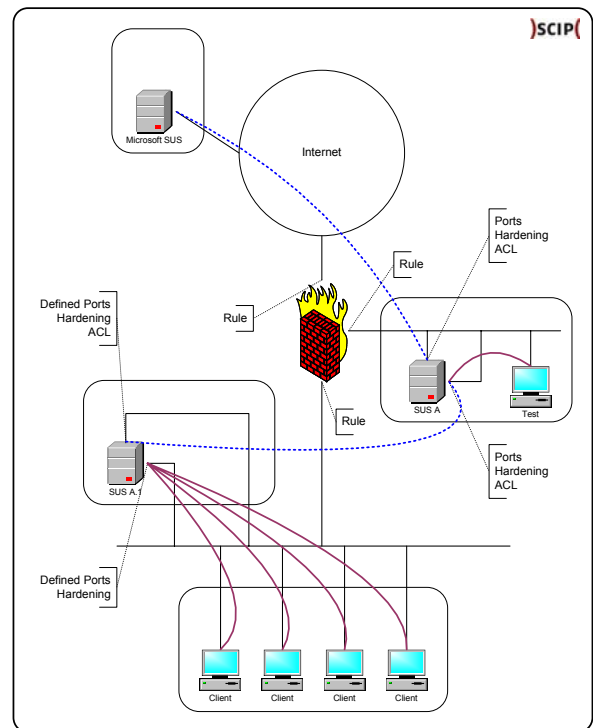 )SCIP(
Microsoft SUS
Internet
Ports
Hardening
ACL
Rule
Defined Ports
Hardening
ACL
Rule
SUS A
Test
Rule
Ports
Hardening
ACL
SUS A.1
Defined Ports
Hardening
Client
Client
Client
Client